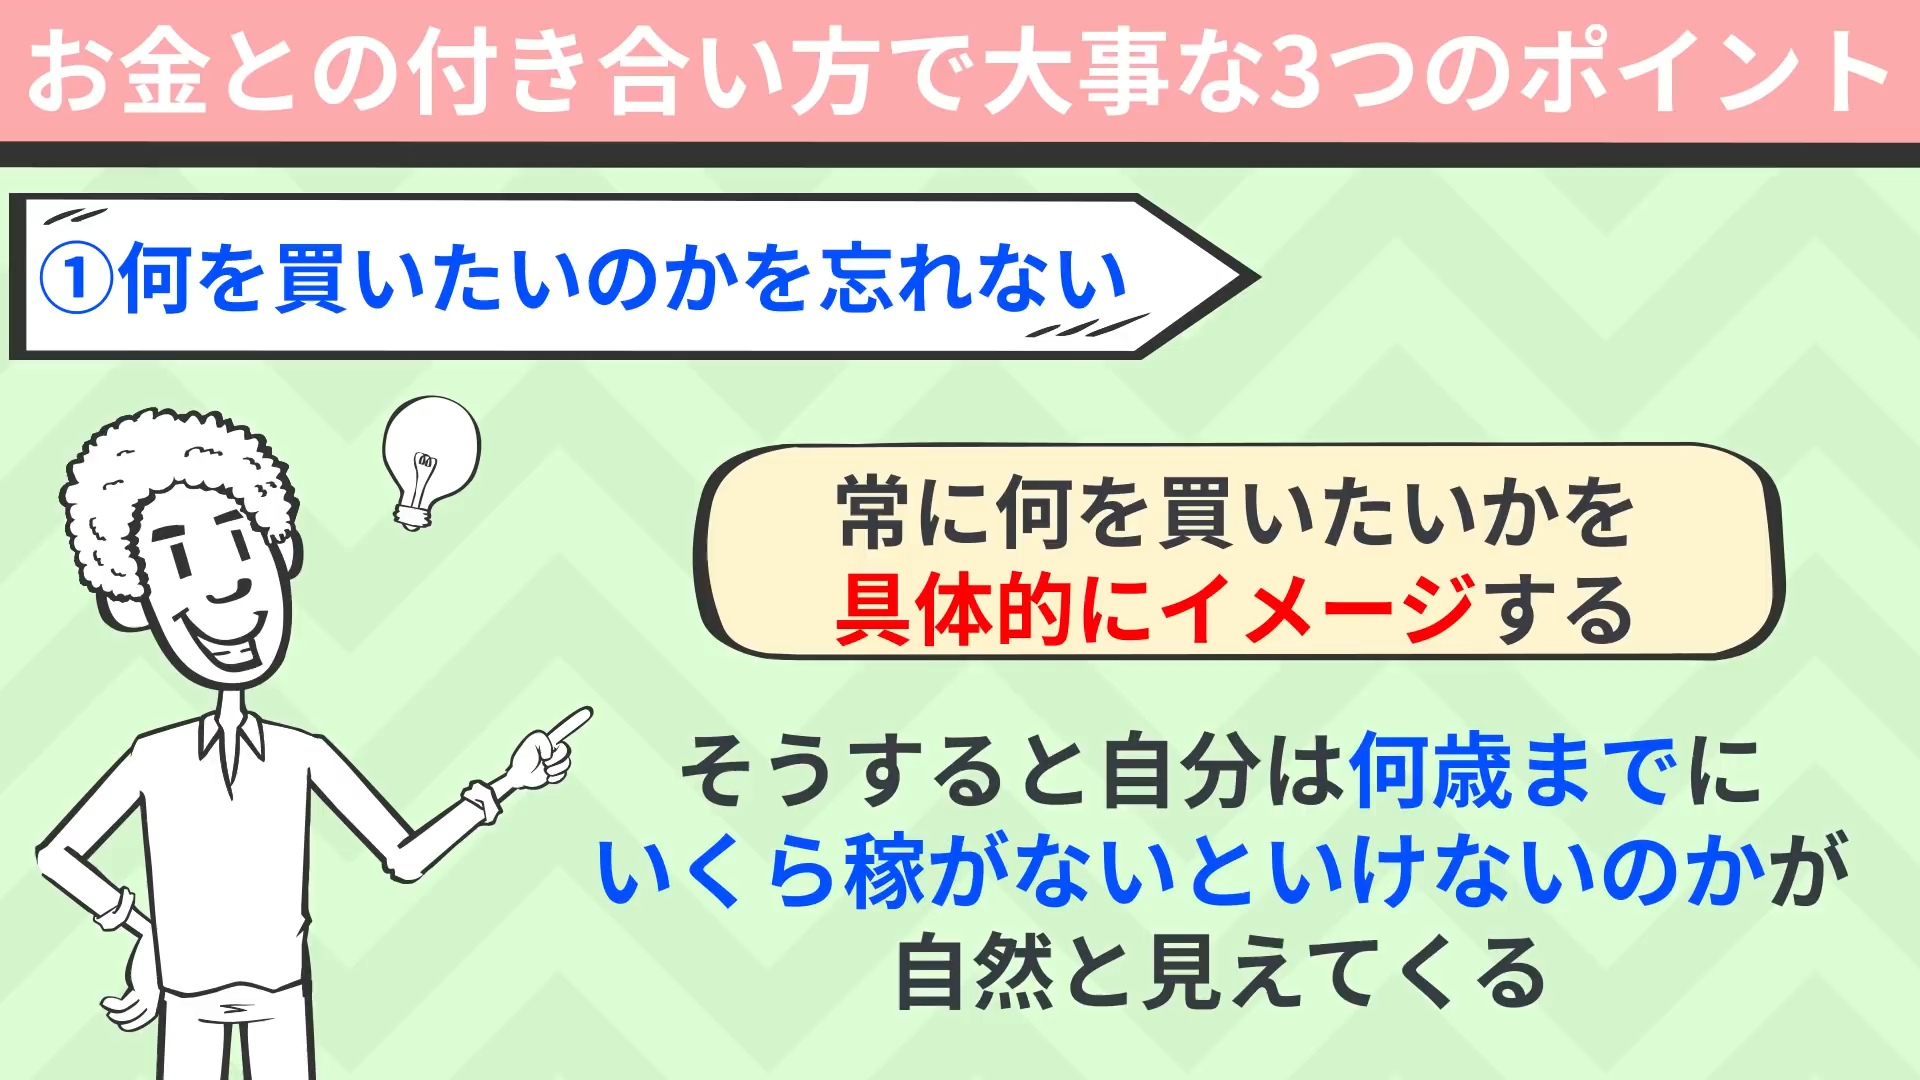 お金との付き合い方で大事な3つのポイント
①何を買いたいのかを忘れない
常に何を買いたいかを
具体的にイメージする
そうすると自分は何歳までに
いくら稼がないといけないのかが
自然と見えてくる